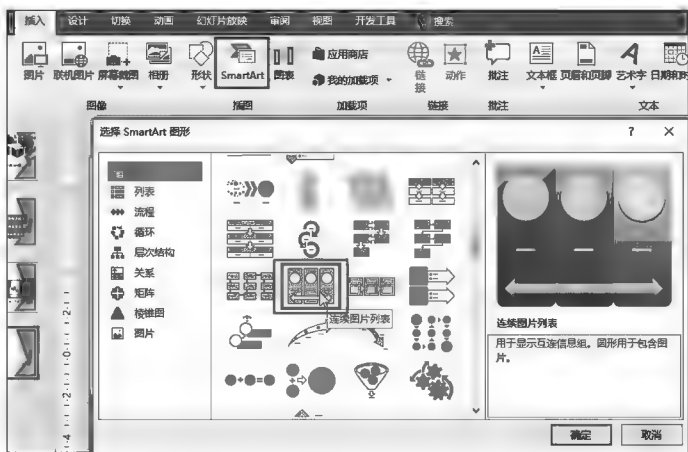 插入 设计 切换 动画 幻灯片放映 审阅 视图 开发工具 搜索
图片 联机图片 屏幕截图 相册 形状 SmartArt 图表 应用商店 我的加载项 链接 动作 批注 文本框 页眉和页脚 艺术字 日期和时
图像 插图 加载项 链接 批注 文本
选择 SmartArt 图形 ? ×
列表
流程
循环
层次结构
关系
矩阵
棱锥图
图片
连续图片列表
连续图片列表
用于显示互连信息组。圆形用于包含图
片。
确定 取消
4 2 1 0 1 2